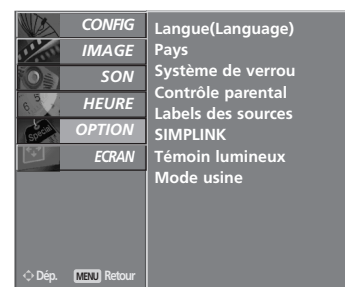 CONFIG
IMAGE
SON
HEURE
OPTION
ECRAN
Langue(Language)
Pays
Système de verrou
Contrôle parental
Labels des sources
SIMPLINK
Témoin lumineux
Mode usine
Special
Dép. MENU Retour